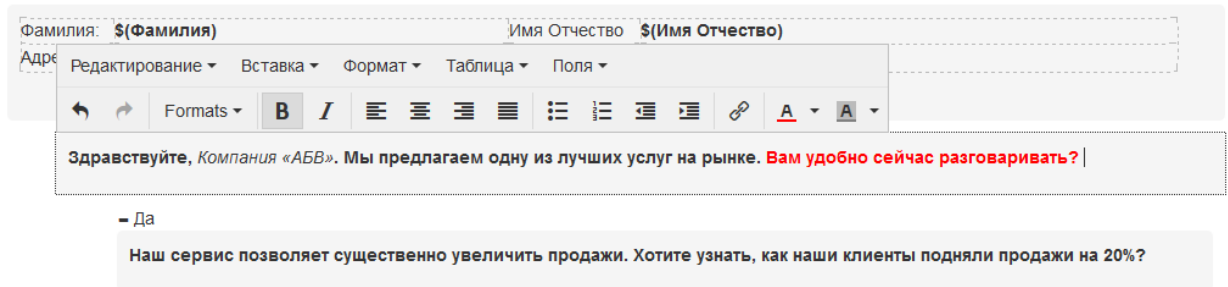 Фамилия: $(Фамилия) Имя Отчество $(Имя Отчество)
Адре
Редактирование Вставка Формат Таблица Поля
Formats B I A A
Здравствуйте, Компания «АБВ». Мы предлагаем одну из лучших услуг на рынке. Вам удобно сейчас разговаривать?
– Да
Наш сервис позволяет существенно увеличить продажи. Хотите узнать, как наши клиенты подняли продажи на 20%?